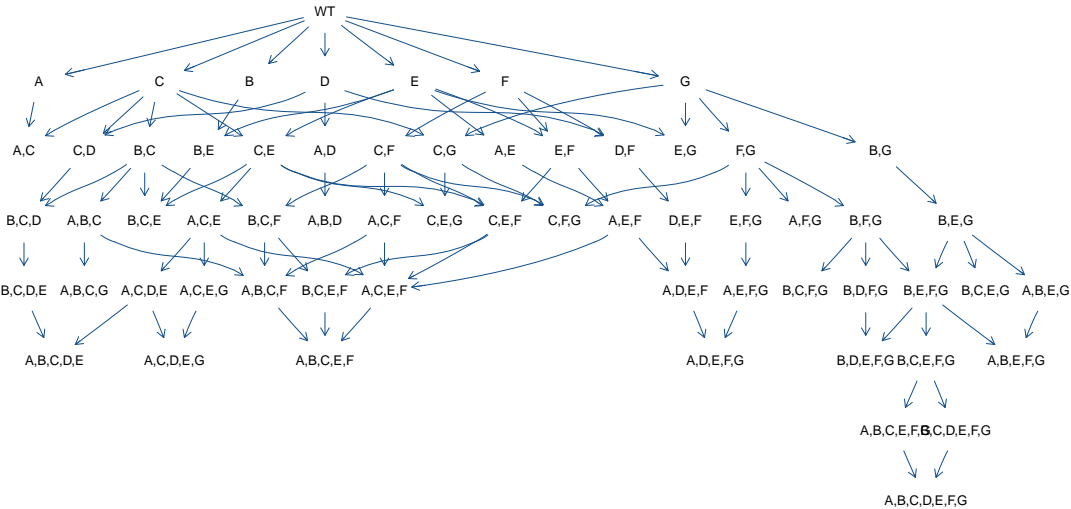 WT
A C B D E F G
A,C C,D B,C B,E C,E A,D C,F C,G A,E E,F D,F E,G F,G B,G
B,C,D A,B,C B,C,E A,C,E B,C,F A,B,D A,C,F C,E,G C,E,F C,F,G A,E,F D,E,F E,F,G A,F,G B,F,G B,E,G
B,C,D,E A,B,C,G A,C,D,E A,C,E,G A,B,C,F B,C,E,F A,C,E,F A,D,E,F A,E,F,G B,C,F,G B,D,F,G B,E,F,G B,C,E,G A,B,E,G
A,B,C,D,E A,C,D,E,G A,B,C,E,F A,D,E,F,G B,D,E,F,G B,C,E,F,G A,B,E,F,G
A,B,C,E,F,G B,C,D,E,F,G
A,B,C,D,E,F,G